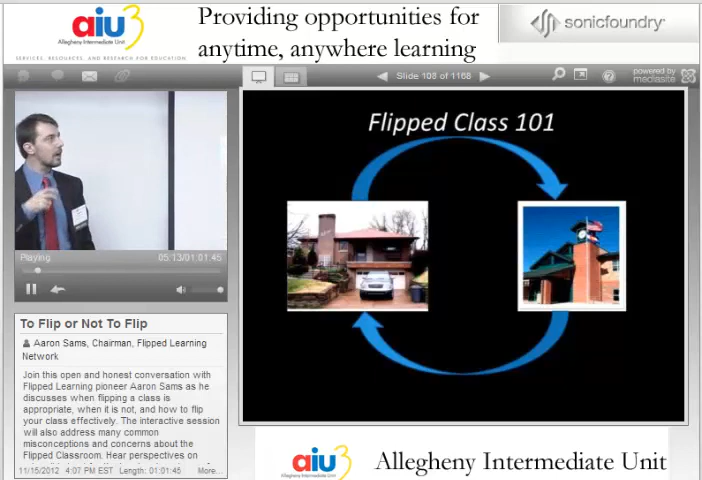 aiu3
Allegheny Intermediate Unit
SERVICES, RESOURCES, AND RESEARCH FOR EDUCATION
Providing opportunities for
anytime, anywhere learning
sonicfoundry
Slide 108 of 1168
powered by
mediasite
Flipped Class 101
Playing
05:13/01:01:45
To Flip or Not To Flip
Aaron Sams, Chairman, Flipped Learning
Network
Join this open and honest conversation with
Flipped Learning pioneer Aaron Sams as he
discusses when flipping a class is
appropriate, when it is not, and how to flip
your class effectively. The interactive session
will also address many common
misconceptions and concerns about the
Flipped Classroom. Hear perspectives on
11/15/2012 4:07 PM EST Length: 01:01:45 More...
aiu3
Allegheny Intermediate Unit
Allegheny Intermediate Unit